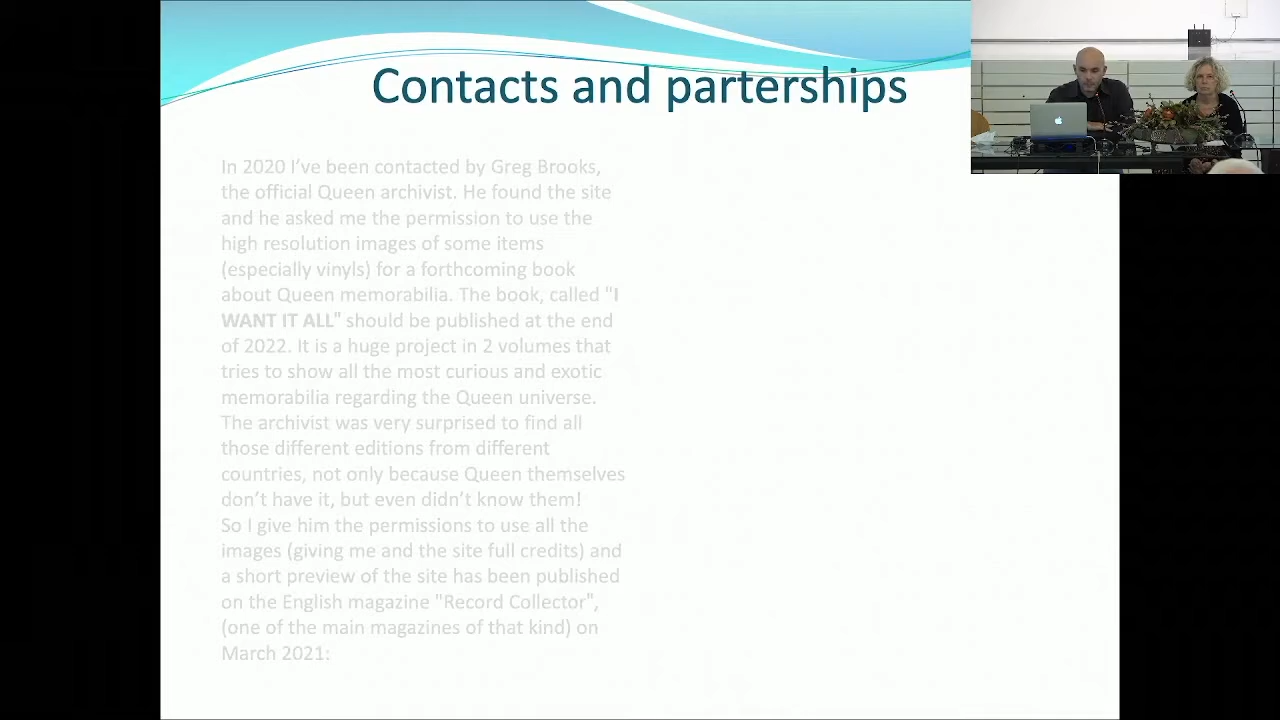 Contacts and parterships
In 2020 I’ve been contacted by Greg Brooks,
the official Queen archivist. He found the site
and he asked me the permission to use the
high resolution images of some items
(especially vinyls) for a forthcoming book
about Queen memorabilia. The book, called "I
WANT IT ALL" should be published at the end
of 2022. It is a huge project in 2 volumes that
tries to show all the most curious and exotic
memorabilia regarding the Queen universe.
The archivist was very surprised to find all
those different editions from different
countries, not only because Queen themselves
don’t have it, but even didn’t know them!
So I give him the permissions to use all the
images (giving me and the site full credits) and
a short preview of the site has been published
on the English magazine "Record Collector",
(one of the main magazines of that kind) on
March 2021: